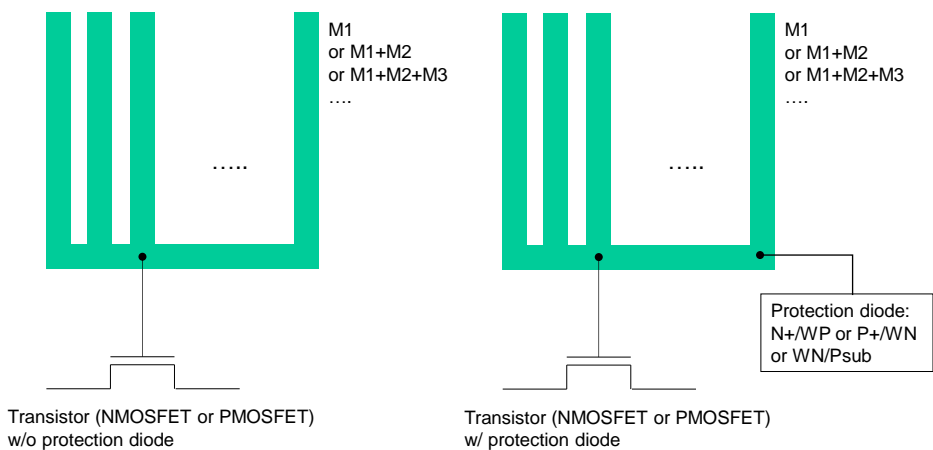 M1
or M1+M2
or M1+M2+M3
….
…..
Transistor (NMOSFET or PMOSFET)
w/o protection diode
M1
or M1+M2
or M1+M2+M3
….
…..
Protection diode:
N+/WP or P+/WN
or WN/Psub
Transistor (NMOSFET or PMOSFET)
w/ protection diode